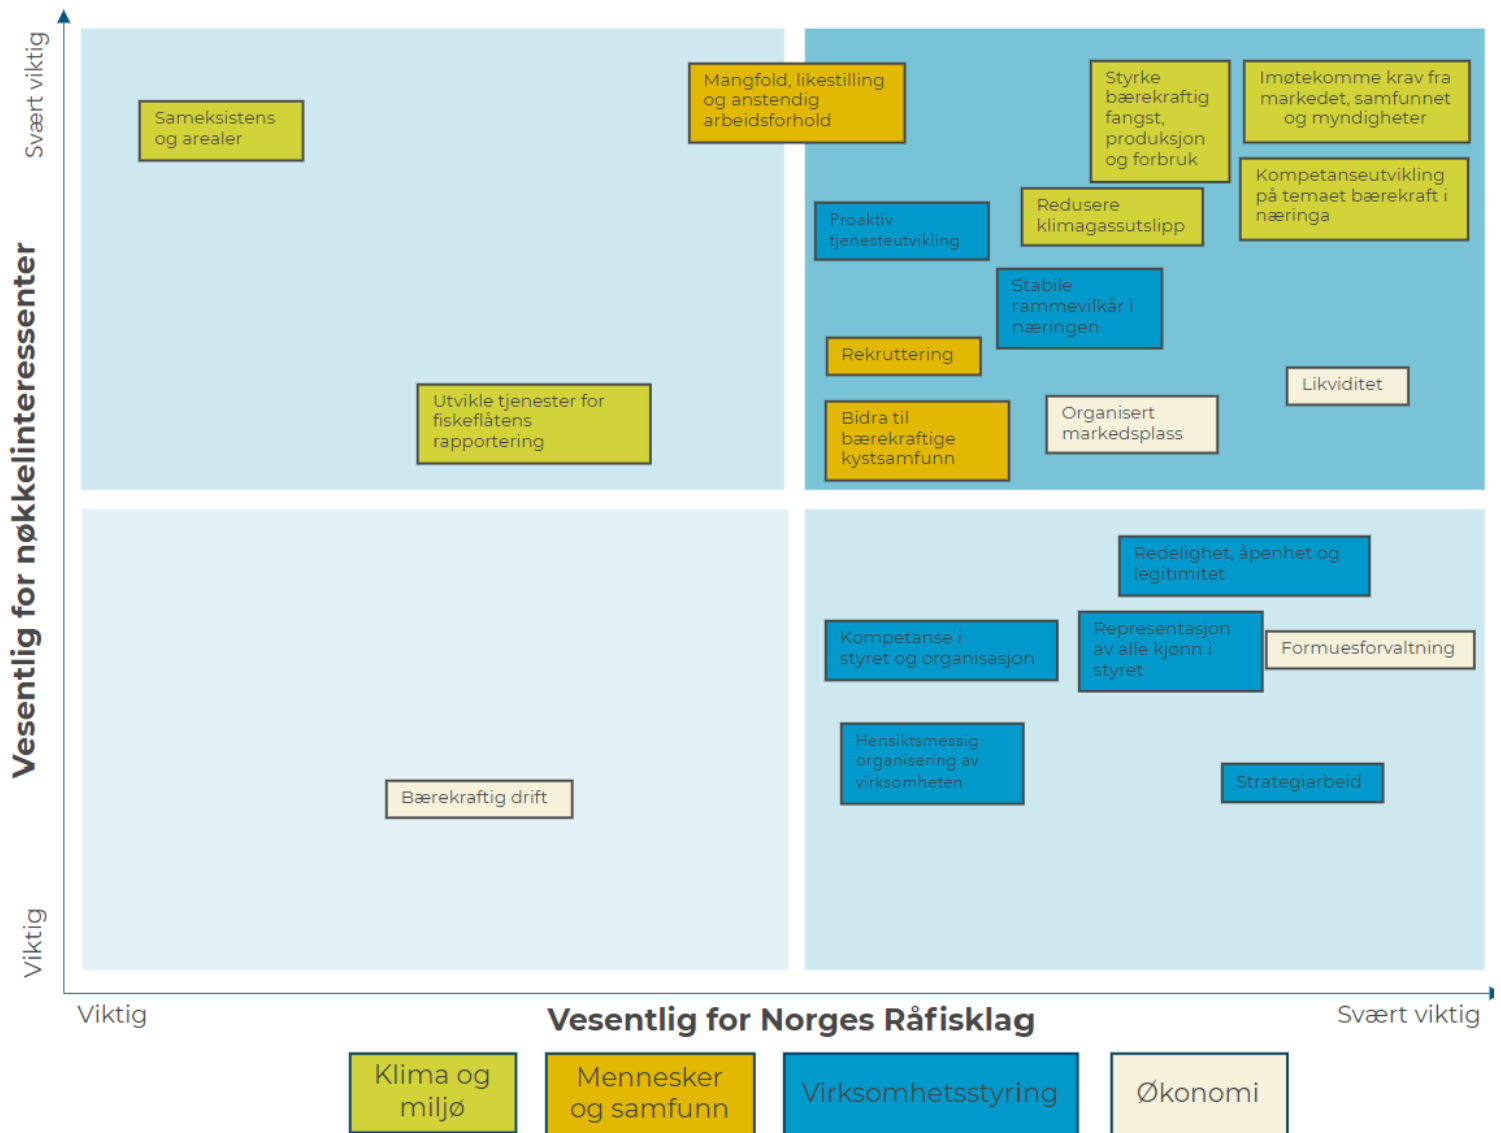 Svært viktig
Vesentlig for nøkkelinteressenter
Viktig
Sameksistens
og arealer
Mangfold, likestilling
og anstendig
arbeidsforhold
Styrke
bærekraftig
fangst,
produksjon
og forbruk
Imøtekomme krav fra
markedet, samfunnet
og myndigheter
Kompetanseutvikling
på temaet bærekraft i
næringa
Redusere
klimagassutslipp
Proaktiv
tjenesteutvikling
Stabile
rammevilkår i
næringen
Rekruttering
Likviditet
Utvikle tjenester for
fiskeflåtens
rapportering
Bidra til
bærekraftige
kystsamfunn
Organisert
markedsplass
Redelighet, åpenhet og
legitimitet
Kompetanse i
styret og organisasjon
Representasjon
av alle kjønn i
styret
Formuesforvaltning
Hensiktsmessig
organisering av
virksomheten
Strategiarbeid
Bærekraftig drift
Viktig
Vesentlig for Norges Råfisklag
Svært viktig
Klima og
miljø
Mennesker
og samfunn
Virksomhetsstyring
Økonomi